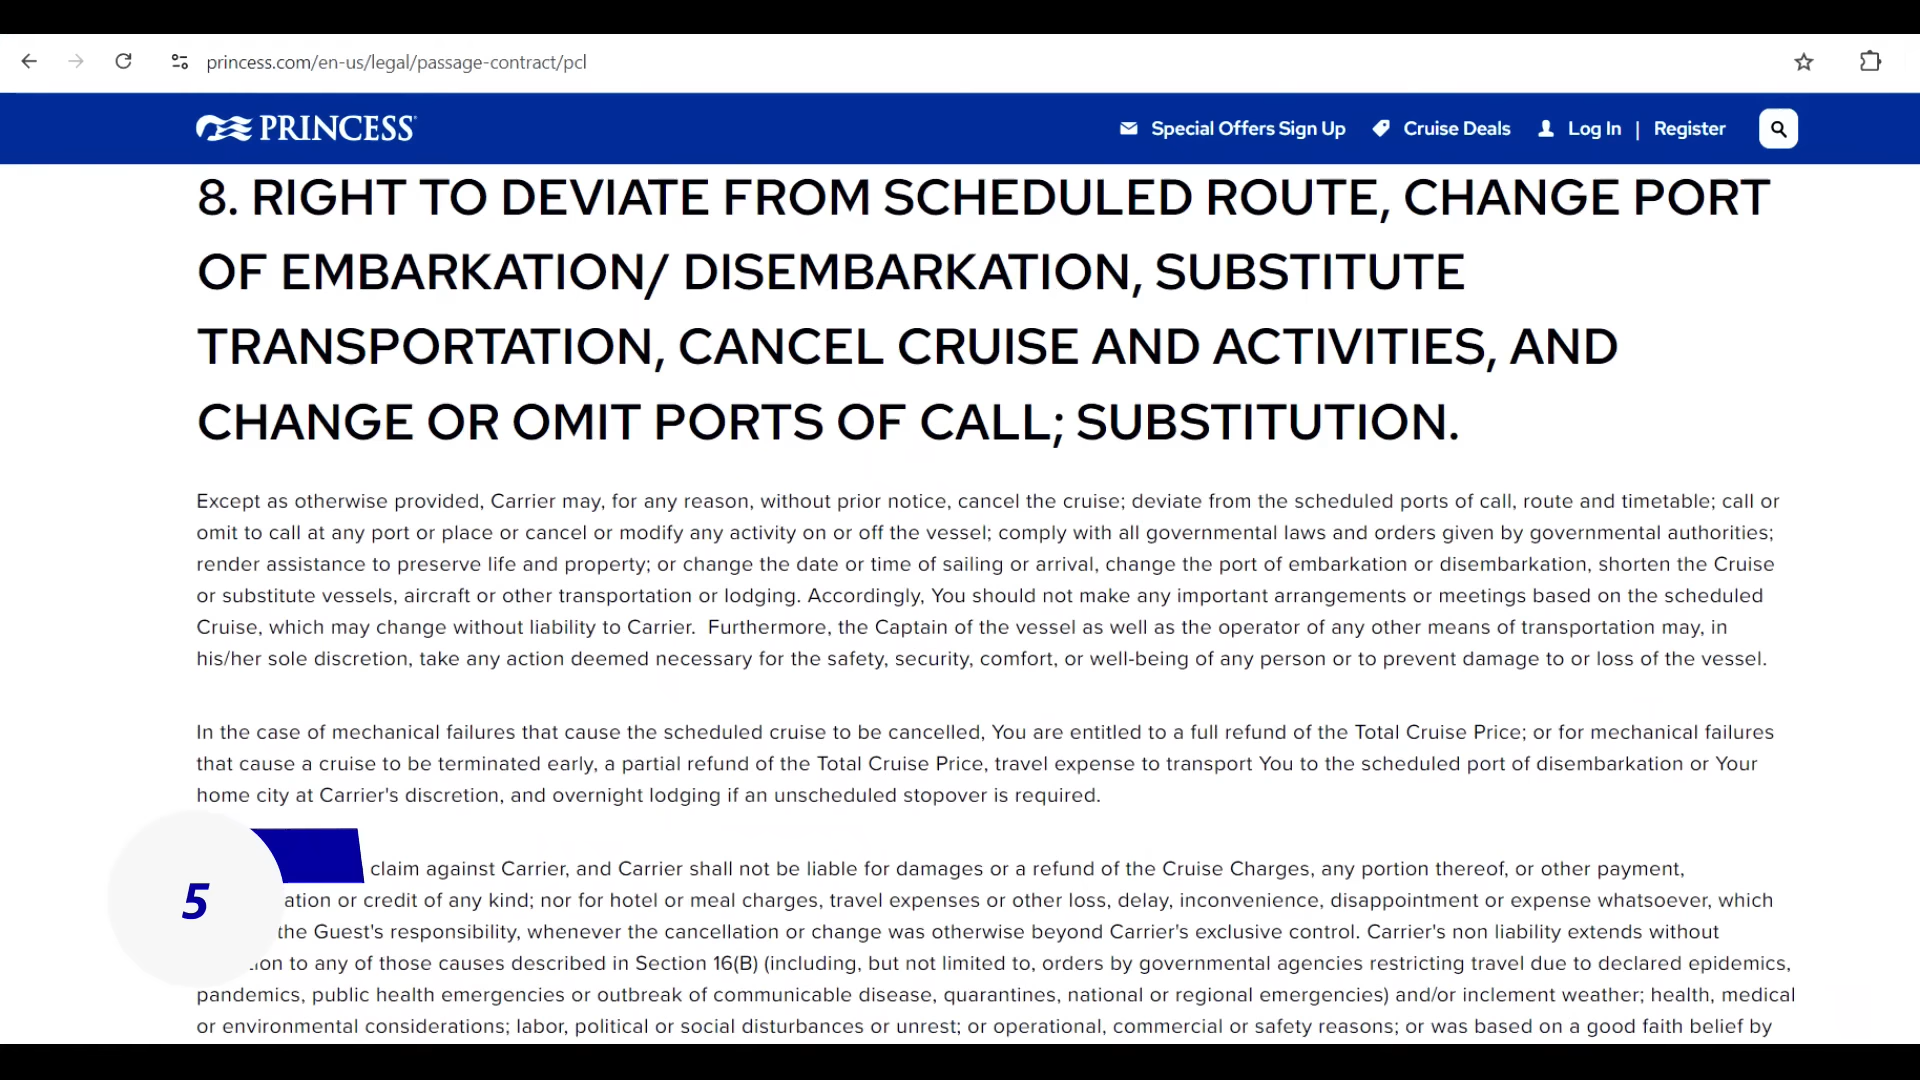 princess.com/en-us/legal/passage-contract/pcl
PRINCESS
Special Offers Sign Up
Cruise Deals
Log In | Register
8. RIGHT TO DEVIATE FROM SCHEDULED ROUTE, CHANGE PORT
OF EMBARKATION/ DISEMBARKATION, SUBSTITUTE
TRANSPORTATION, CANCEL CRUISE AND ACTIVITIES, AND
CHANGE OR OMIT PORTS OF CALL; SUBSTITUTION.
Except as otherwise provided, Carrier may, for any reason, without prior notice, cancel the cruise; deviate from the scheduled ports of call, route and timetable; call or
omit to call at any port or place or cancel or modify any activity on or off the vessel; comply with all governmental laws and orders given by governmental authorities;
render assistance to preserve life and property; or change the date or time of sailing or arrival, change the port of embarkation or disembarkation, shorten the Cruise
or substitute vessels, aircraft or other transportation or lodging. Accordingly, You should not make any important arrangements or meetings based on the scheduled
Cruise, which may change without liability to Carrier. Furthermore, the Captain of the vessel as well as the operator of any other means of transportation may, in
his/her sole discretion, take any action deemed necessary for the safety, security, comfort, or well-being of any person or to prevent damage to or loss of the vessel.
In the case of mechanical failures that cause the scheduled cruise to be cancelled, You are entitled to a full refund of the Total Cruise Price; or for mechanical failures
that cause a cruise to be terminated early, a partial refund of the Total Cruise Price, travel expense to transport You to the scheduled port of disembarkation or Your
home city at Carrier's discretion, and overnight lodging if an unscheduled stopover is required.
claim against Carrier, and Carrier shall not be liable for damages or a refund of the Cruise Charges, any portion thereof, or other payment,
or credit of any kind; nor for hotel or meal charges, travel expenses or other loss, delay, inconvenience, disappointment or expense whatsoever, which
the Guest's responsibility, whenever the cancellation or change was otherwise beyond Carrier's exclusive control. Carrier's non liability extends without
to any of those causes described in Section 16(B) (including, but not limited to, orders by governmental agencies restricting travel due to declared epidemics,
pandemics, public health emergencies or outbreak of communicable disease, quarantines, national or regional emergencies) and/or inclement weather; health, medical
or environmental considerations; labor, political or social disturbances or unrest; or operational, commercial or safety reasons; or was based on a good faith belief by
5